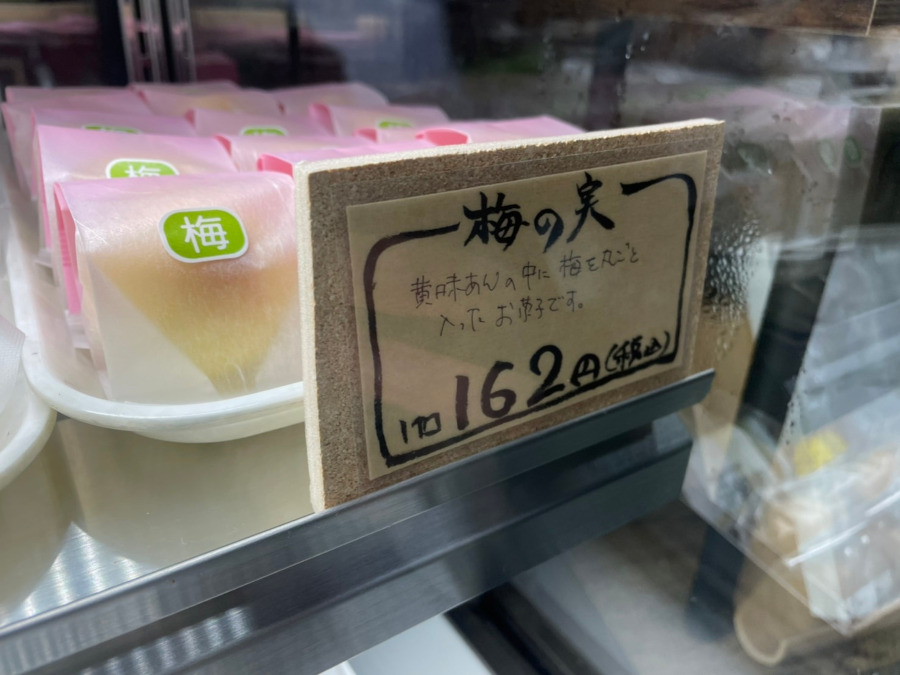 梅
梅
梅の実
黄味あんの中に梅を丸ごと
入ったお菓子です。
1コ 162円(税込)